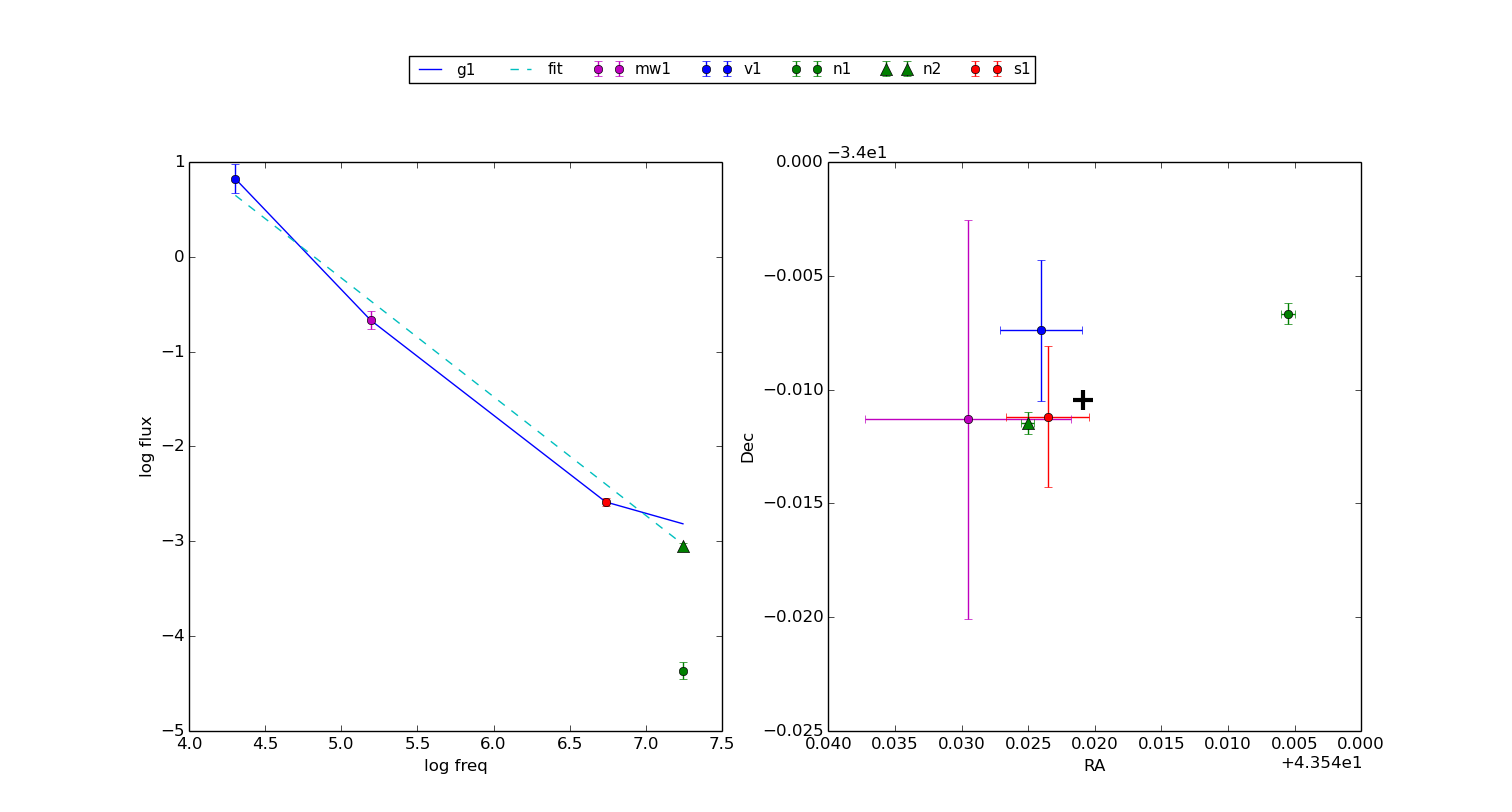 g1 fit mw1 v1 n1 n2 s1
1
0
−1
−2
−3
−4
−5
log flux
4.0 4.5 5.0 5.5 6.0 6.5 7.0 7.5
log freq
−3.4e1
0.000
−0.005
−0.010
−0.015
−0.020
−0.025
Dec
0.040 0.035 0.030 0.025 0.020 0.015 0.010 0.005 0.000
RA
+4.354e1